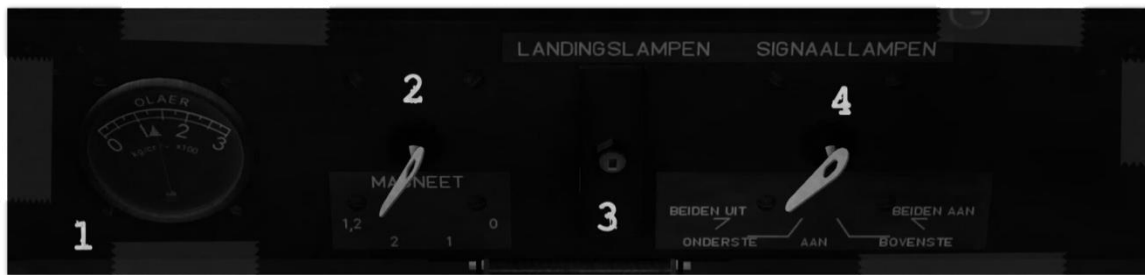 LANDINGSLAMPEN SIGNAALLAMPEN
2
4
OLAER
0 1 2 3
MAGNEET
1,2 2 1 0
3
1
BEIDEN UIT BEIDEN AAN
ONDERSTE AAN BOVENSTE